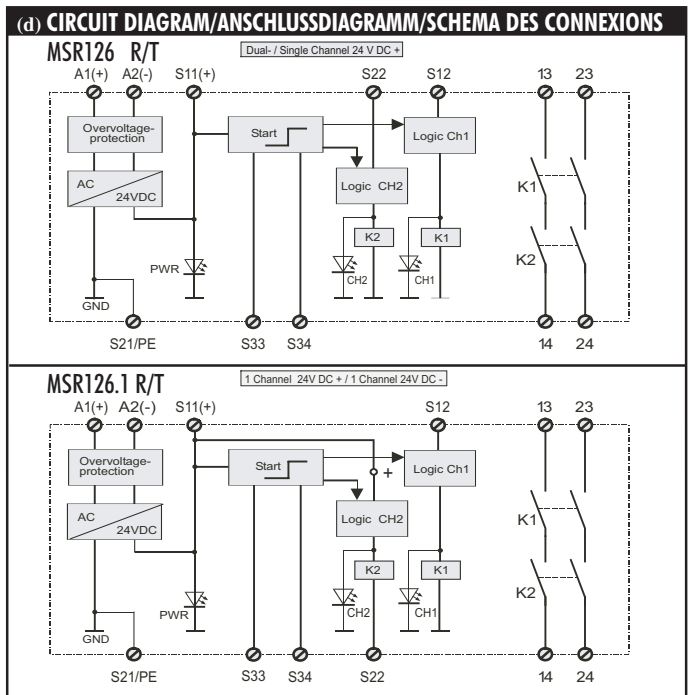 (d) CIRCUIT DIAGRAM/ANSCHLUSSDIAGRAMM/SCHEMA DES CONNEXIONS
MSR126 R/T
Dual- / Single Channel 24 V DC +
A1(+) A2(-) S11(+) S22 S12 13 23
Overvoltage-
protection
Start
Logic Ch1
AC
24VDC
Logic CH2
K1
K2 K1
PWR
CH2 CH1
K2
GND
S21/PE S33 S34 14 24
MSR126.1 R/T
1 Channel 24V DC + / 1 Channel 24V DC -
A1(+) A2(-) S11(+) S12 13 23
Overvoltage-
protection
Start
+
Logic Ch1
AC
24VDC
Logic CH2
K1
K2 K1
PWR
CH2 CH1
K2
GND
S21/PE S33 S34 S22 14 24